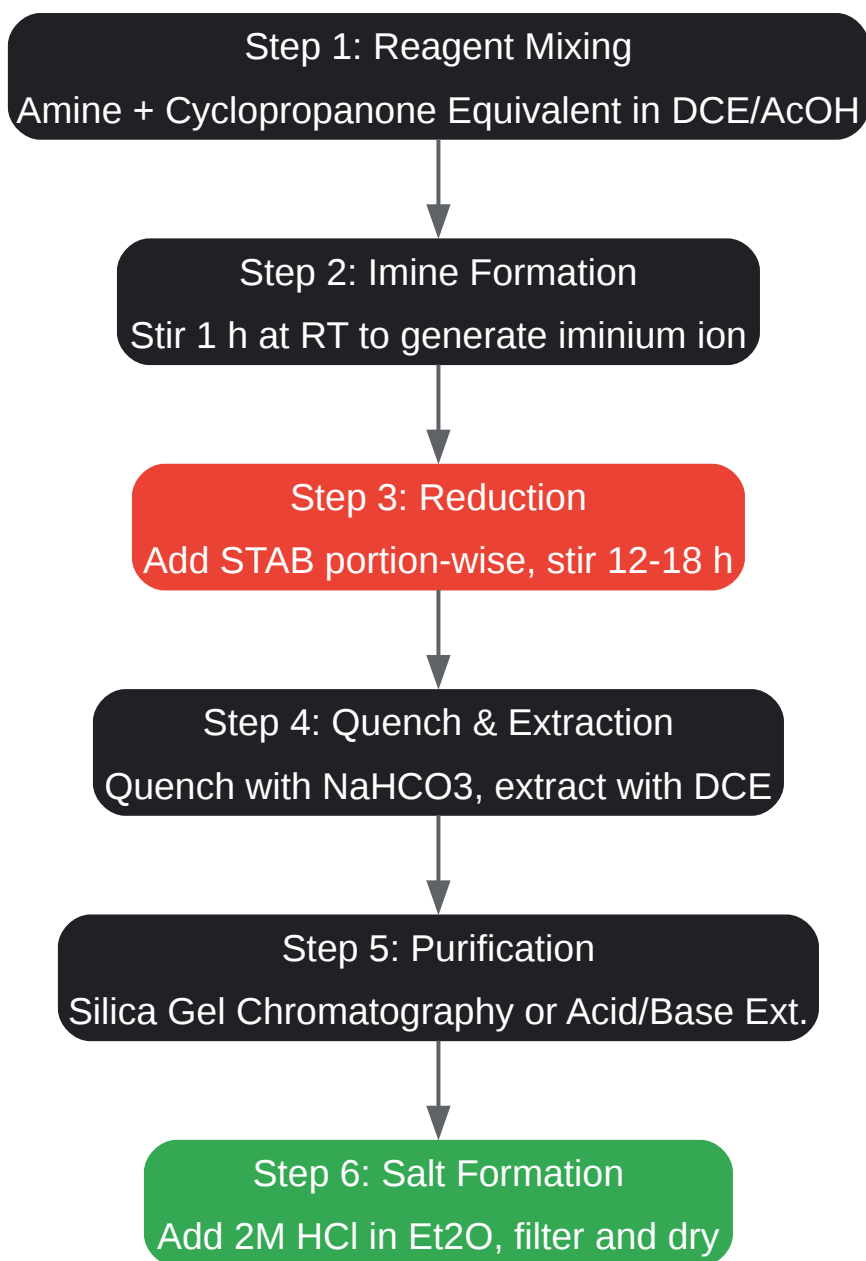 Step 1: Reagent Mixing
Amine + Cyclopropanone Equivalent in DCE/AcOH
Step 2: Imine Formation
Stir 1 h at RT to generate iminium ion
Step 3: Reduction
Add STAB portion-wise, stir 12-18 h
Step 4: Quench & Extraction
Quench with NaHCO3, extract with DCE
Step 5: Purification
Silica Gel Chromatography or Acid/Base Ext.
Step 6: Salt Formation
Add 2M HCl in Et2O, filter and dry